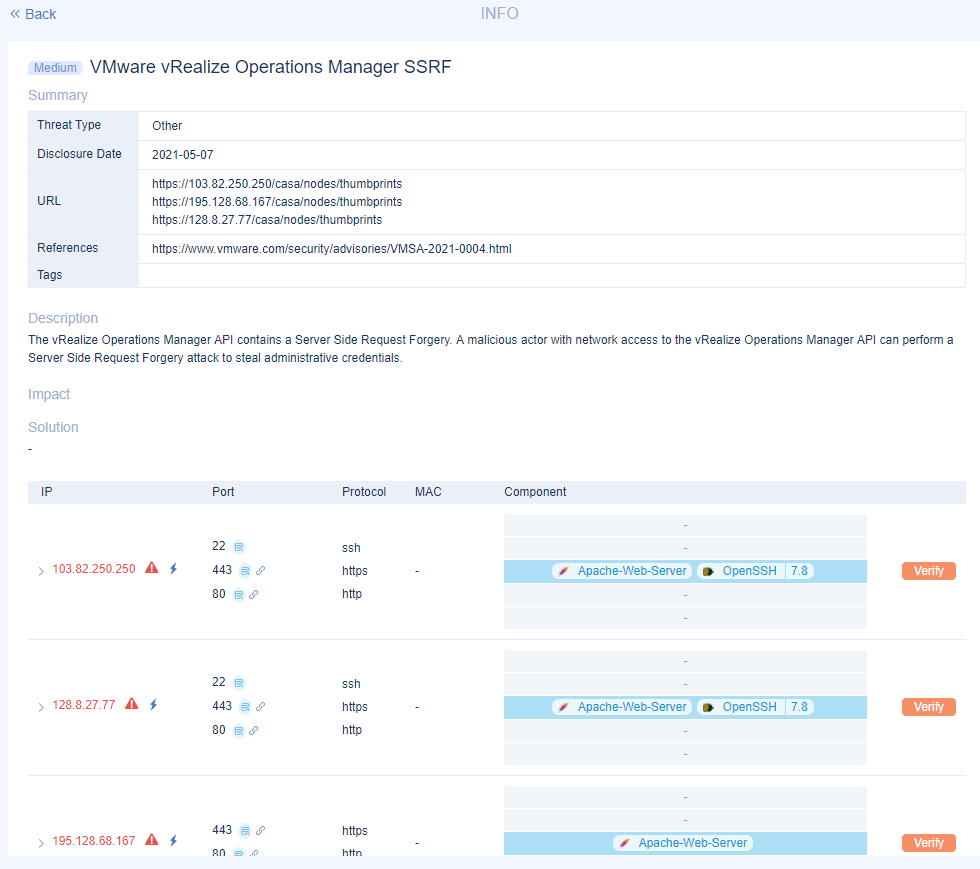 « Back
INFO
Medium VMware vRealize Operations Manager SSRF
Summary
Threat Type Other
Disclosure Date 2021-05-07
URL
https://103.82.250.250/casa/nodes/thumbprints
https://195.128.68.167/casa/nodes/thumbprints
https://128.8.27.77/casa/nodes/thumbprints
References https://www.vmware.com/security/advisories/VMSA-2021-0004.html
Tags
Description
The vRealize Operations Manager API contains a Server Side Request Forgery. A malicious actor with network access to the vRealize Operations Manager API can perform a
Server Side Request Forgery attack to steal administrative credentials.
Impact
Solution
-
IP Port Protocol MAC Component
-
22 ssh -
103.82.250.250 443 https - Apache-Web-Server OpenSSH 7.8 Verify
80 http -
-
-
22 ssh -
128.8.27.77 443 https - Apache-Web-Server OpenSSH 7.8 Verify
80 http -
-
-
443 https -
195.128.68.167 - Apache-Web-Server Verify
80 http